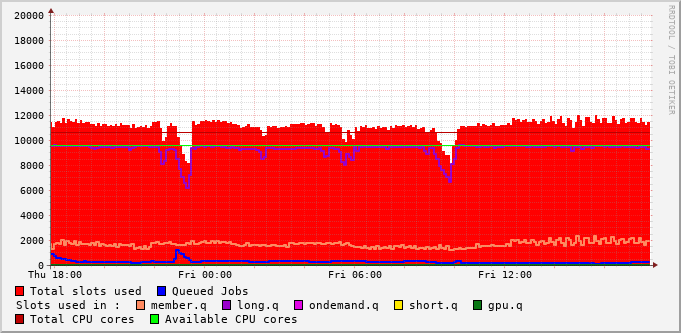 20000
18000
16000
14000
12000
10000
8000
6000
4000
2000
0
Thu 18:00 Fri 00:00 Fri 06:00 Fri 12:00
RRDTOOL / TOBI OETIKER
Total slots used Queued Jobs
Slots used in : member.q long.q ondemand.q short.q gpu.q
Total CPU cores Available CPU cores